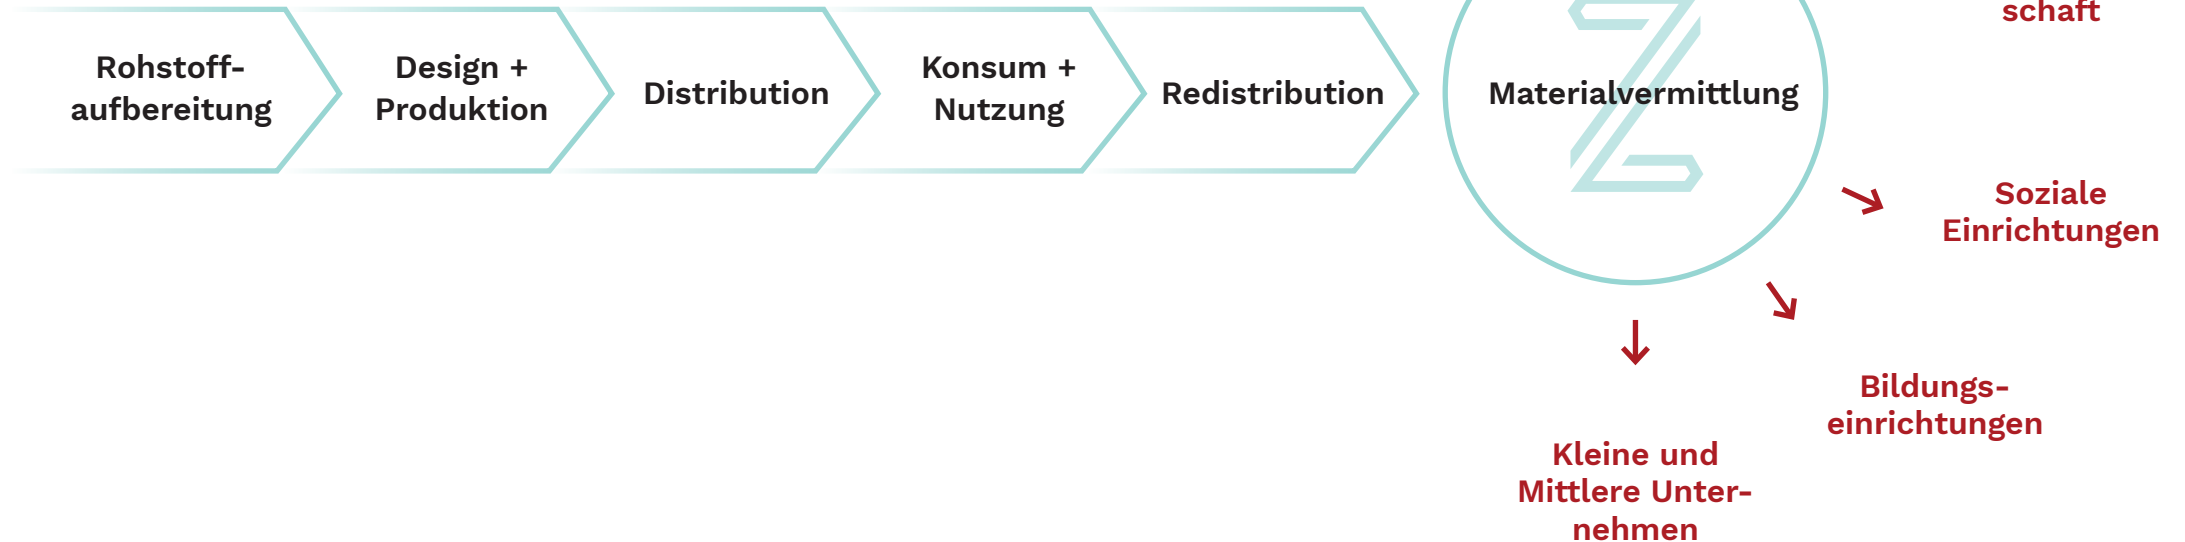 Rohstoff-
aufbereitung
Design +
Produktion
Distribution
Konsum +
Nutzung
Redistribution
Materialvermittlung
schaft
Soziale
Einrichtungen
Bildungs-
einrichtungen
Kleine und
Mittlere Unter-
nehmen